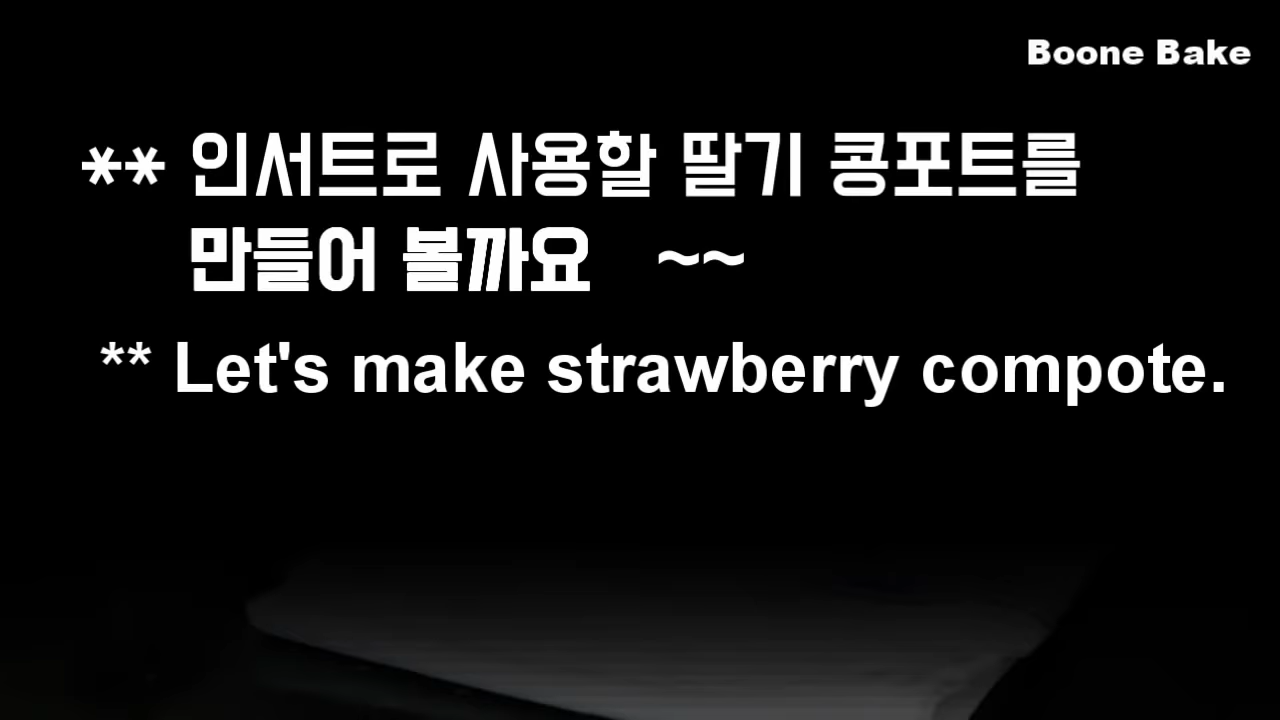 Boone Bake
** 인서트로 사용할 딸기 콩포트를
만들어 볼까요 ~~
** Let's make strawberry compote.